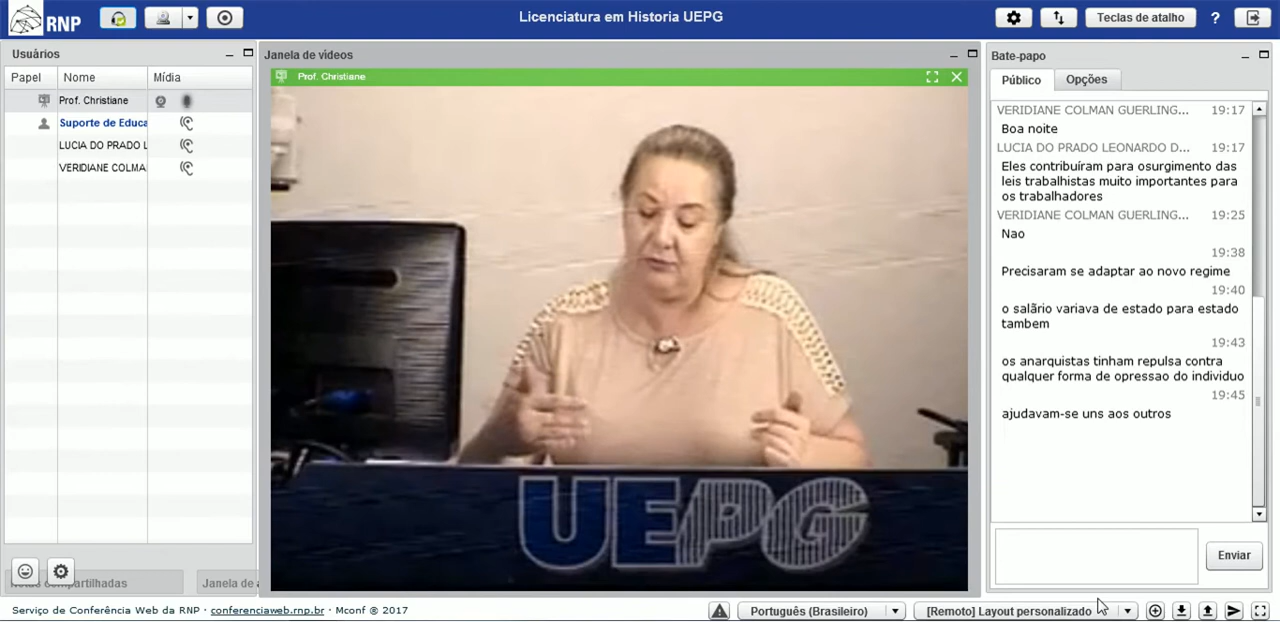 RNP
Licenciatura em Historia UEPG
Teclas de atalho
?
Usuários
Papel Nome Mídia
Prof. Christiane
Suporte de Educa
LUCIA DO PRADO L
VERIDIANE COLMA
Janela de vídeos
Prof. Christiane
UEPG
Bate-papo
Público Opções
VERIDIANE COLMAN GUERLING... 19:17
Boa noite
LUCIA DO PRADO LEONARDO D... 19:17
Eles contribuíram para osurgimento das
leis trabalhistas muito importantes para
os trabalhadores
VERIDIANE COLMAN GUERLING... 19:25
Nao
19:38
Precisaram se adaptar ao novo regime
19:40
o salãrio variava de estado para estado
tambem
19:43
os anarquistas tinham repulsa contra
qualquer forma de opressao do individuo
19:45
ajudavam-se uns aos outros
Enviar
Notas compartilhadas
Janela de a
Serviço de Conferência Web da RNP · conferenciaweb.rnp.br · Mconf ® 2017
Português (Brasileiro)
[Remoto] Layout personalizado